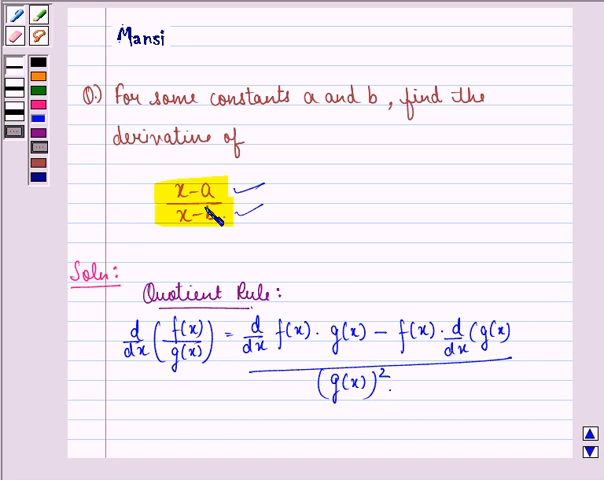 Mansi
Q.) For some constants a and b, find the
derivative of
x-a
x-b.
Soln:
Quotient Rule:
d/dx (f(x)/g(x)) = d/dx f(x) · g(x) - f(x) · d/dx (g(x)
(g(x))².